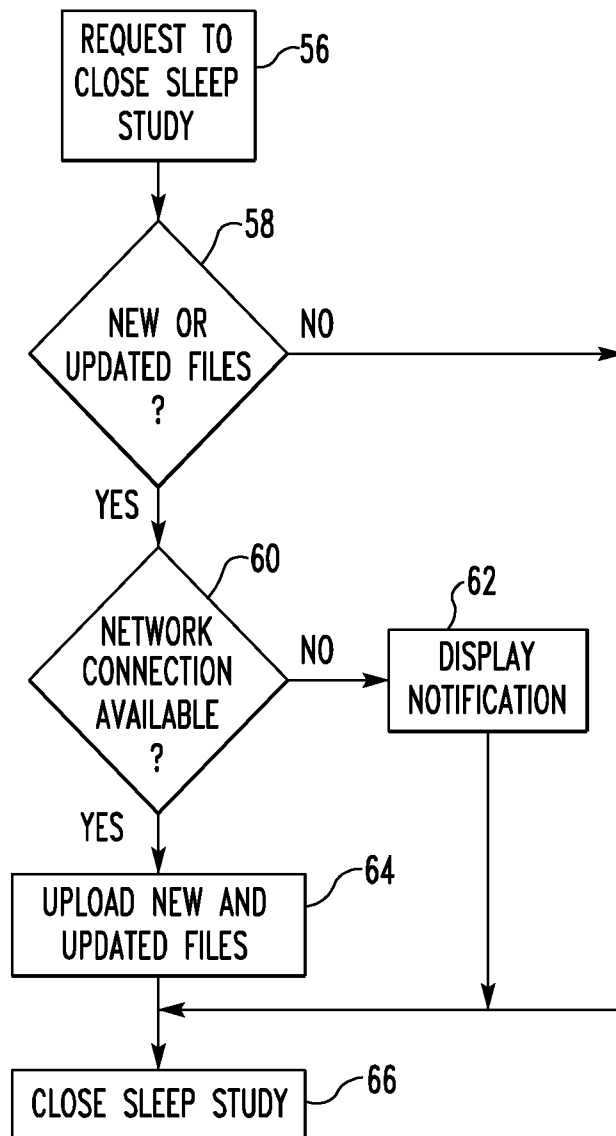 REQUEST TO
CLOSE SLEEP
STUDY
56
58
NEW OR
UPDATED FILES
?
NO
YES
60
NETWORK
CONNECTION
AVAILABLE
?
NO
62
DISPLAY
NOTIFICATION
YES
64
UPLOAD NEW AND
UPDATED FILES
CLOSE SLEEP STUDY
66